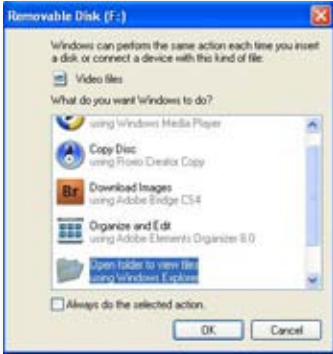 Removable Disk (F:)
Windows can perform the same action each time you insert
a disk or connect a device with this kind of file:
Video files
What do you want Windows to do?
using Windows Media Player
Copy Disc
using Roxio Creator Copy
Download Images
using Adobe Bridge CS4
Br
Organize and Edit
using Adobe Elements Organizer 8.0
Open folder to view files
using Windows Explorer
Always do the selected action.
OK
Cancel